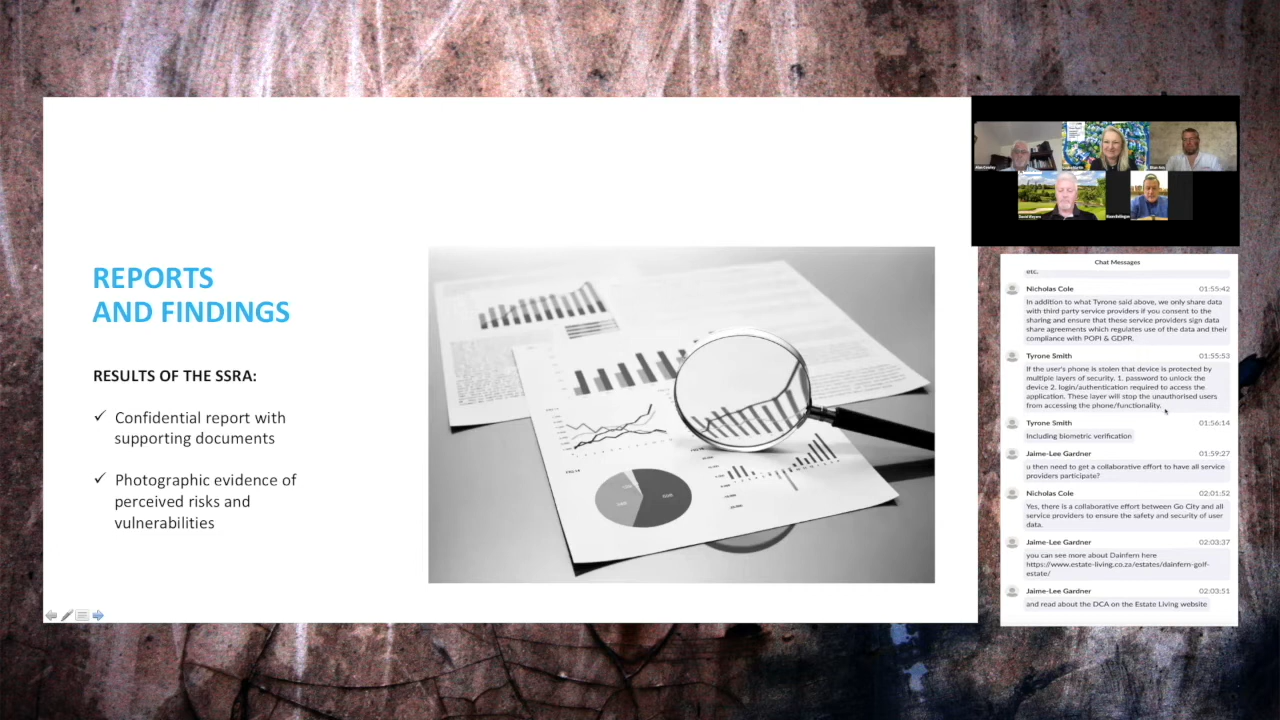 REPORTS
AND FINDINGS
RESULTS OF THE SSRA:
Confidential report with
supporting documents
Photographic evidence of
perceived risks and
vulnerabilities
Chat Messages
etc.
Nicholas Cole 01:55:42
In addition to what Tyrone said above, we only share data
with third party service providers if you consent to the
sharing and ensure that these service providers sign data
share agreements which regulates use of the data and their
compliance with POPI & GDPR.
Tyrone Smith 01:55:53
If the user's phone is stolen that device is protected by
multiple layers of security. 1. password to unlock the
device 2. login/authentication required to access the
application. These layer will stop the unauthorised users
from accessing the phone/functionality.
Tyrone Smith 01:56:14
Including biometric verification
Jaime-Lee Gardner 01:59:27
u then need to get a collaborative effort to have all service
providers participate?
Nicholas Cole 02:01:52
Yes, there is a collaborative effort between Go City and all
service providers to ensure the safety and security of user
data.
Jaime-Lee Gardner 02:03:37
you can see more about Dainfern here
https://www.estate-living.co.za/estates/dainfern-golf-
estate/
Jaime-Lee Gardner 02:03:51
and read about the DCA on the Estate Living website